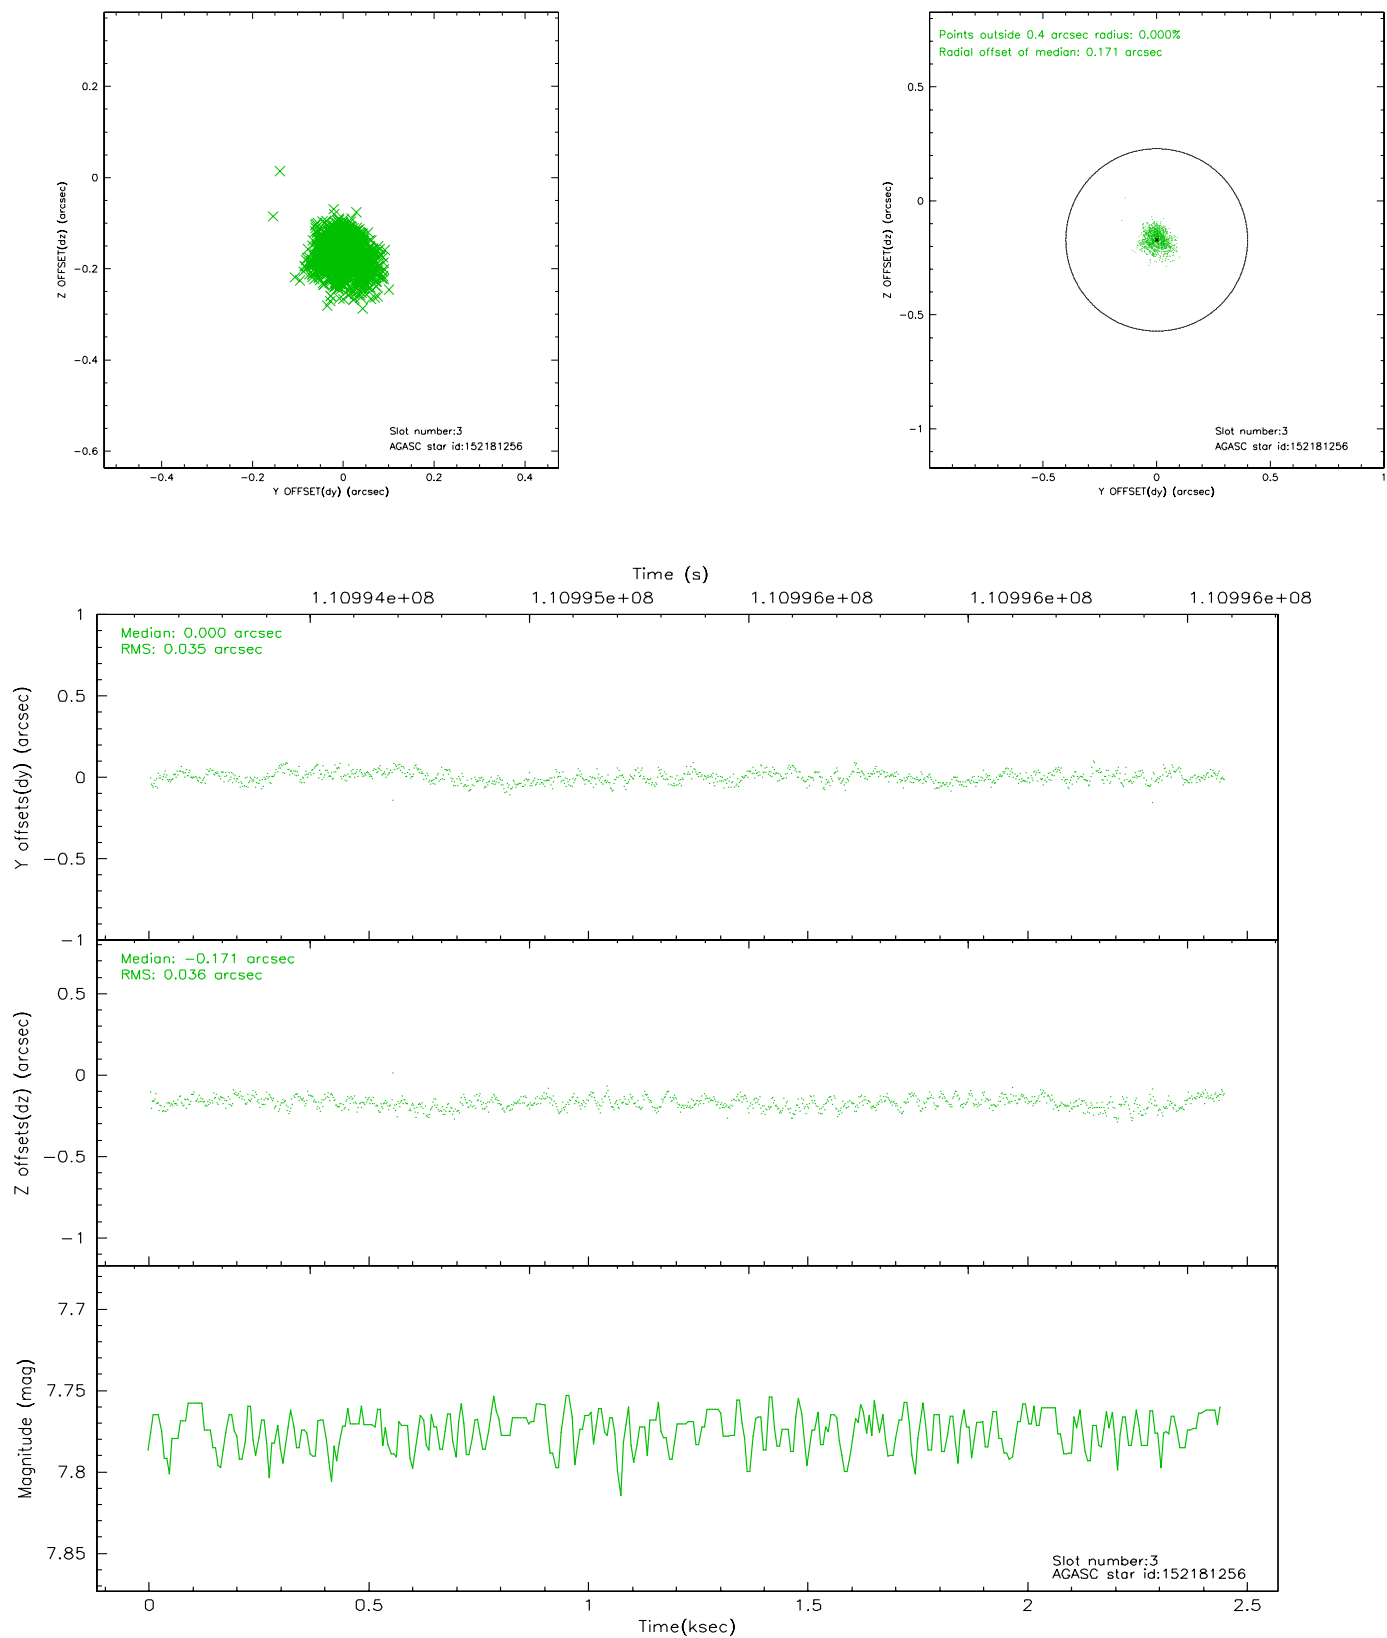 0.2
0
−0.2
−0.4
−0.6
Z OFFSET(dz) (arcsec)
Slot number:3
AGASC star id:152181256
−0.4 −0.2 0 0.2 0.4
Y OFFSET(dy) (arcsec)
Points outside 0.4 arcsec radius: 0.000%
Radial offset of median: 0.171 arcsec
0.5
0
−0.5
−1
Z OFFSET(dz) (arcsec)
Slot number:3
AGASC star id:152181256
−0.5 0 0.5 1
Y OFFSET(dy) (arcsec)
Time (s)
1.10994e+08 1.10995e+08 1.10996e+08 1.10996e+08 1.10996e+08
Median: 0.000 arcsec
RMS: 0.035 arcsec
1
0.5
0
−0.5
−1
Y offsets(dy) (arcsec)
Median: −0.171 arcsec
RMS: 0.036 arcsec
0.5
0
−0.5
−1
Z offsets(dz) (arcsec)
7.7
7.75
7.8
7.85
Magnitude (mag)
Slot number:3
AGASC star id:152181256
0 0.5 1 1.5 2 2.5
Time(ksec)